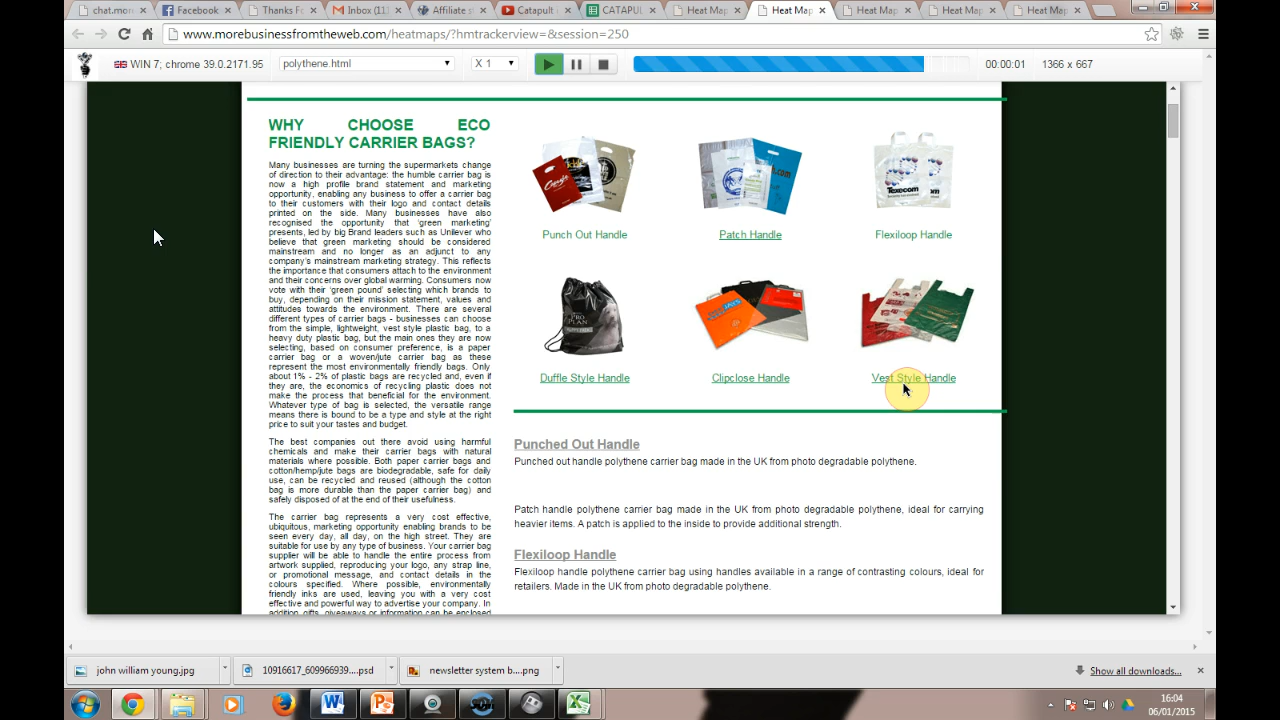 chat.mor
Facebook
Thanks Fo
Inbox (11
Affiliate s
Catapult i
CATAPUL
Heat Map
Heat Map
Heat Map
Heat Map
Heat Map
www.morebusinessfromtheweb.com/heatmaps/?hmtrackerview=&session=250
WIN 7; chrome 39.0.2171.95
polythene.html
X 1
00:00:01
1366 x 667
WHY CHOOSE ECO
FRIENDLY CARRIER BAGS?
Many businesses are turning the supermarkets change
of direction to their advantage: the humble carrier bag is
now a high profile brand statement and marketing
opportunity, enabling any business to offer a carrier bag
to their customers with their logo and contact details
printed on the side. Many businesses have also
recognised the opportunity that 'green marketing'
presents, led by big Brand leaders such as Unilever who
believe that green marketing should be considered
mainstream and no longer as an adjunct to any
company's mainstream marketing strategy. This reflects
the importance that consumers attach to the environment
and their concerns over global warming. Consumers now
vote with their 'green pound' selecting which brands to
buy, depending on their mission statement, values and
attitudes towards the environment. There are several
different types of carrier bags - businesses can choose
from the simple, lightweight, vest style plastic bag, to a
heavy duty plastic bag, but the main ones they are now
selecting, based on consumer preference, is a paper
carrier bag or a woven/jute carrier bag as these
represent the most environmentally friendly bags. Only
about 1% - 2% of plastic bags are recycled and, even if
they are, the economics of recycling plastic does not
make the process that beneficial for the environment.
Whatever type of bag is selected, the versatile range
means there is bound to be a type and style at the right
price to suit your tastes and budget.
The best companies out there avoid using harmful
chemicals and make their carrier bags with natural
materials where possible. Both paper carrier bags and
cotton/hemp/jute bags are biodegradable, safe for daily
use, can be recycled and reused (although the cotton
bag is more durable than the paper carrier bag) and
safely disposed of at the end of their usefulness.
The carrier bag represents a very cost effective,
ubiquitous, marketing opportunity enabling brands to be
seen every day, all day, on the high street. They are
suitable for use by any type of business. Your carrier bag
supplier will be able to handle the entire process from
artwork supplied, reproducing your logo, any strap line,
or promotional message, and contact details in the
colours specified. Where possible, environmentally
friendly inks are used, leaving you with a very cost
effective and powerful way to advertise your company. In
addition gifts, giveaways or information can be enclosed
Texecom
PRO PLAN
Punch Out Handle
Patch Handle
Flexiloop Handle
Duffle Style Handle
Clipclose Handle
Vest Style Handle
Punched Out Handle
Punched out handle polythene carrier bag made in the UK from photo degradable polythene.
Patch handle polythene carrier bag made in the UK from photo degradable polythene, ideal for carrying
heavier items. A patch is applied to the inside to provide additional strength.
Flexiloop Handle
Flexiloop handle polythene carrier bag using handles available in a range of contrasting colours, ideal for
retailers. Made in the UK from photo degradable polythene.
john william young.jpg
10916617_609966939....psd
newsletter system b....png
Show all downloads...
16:04
06/01/2015